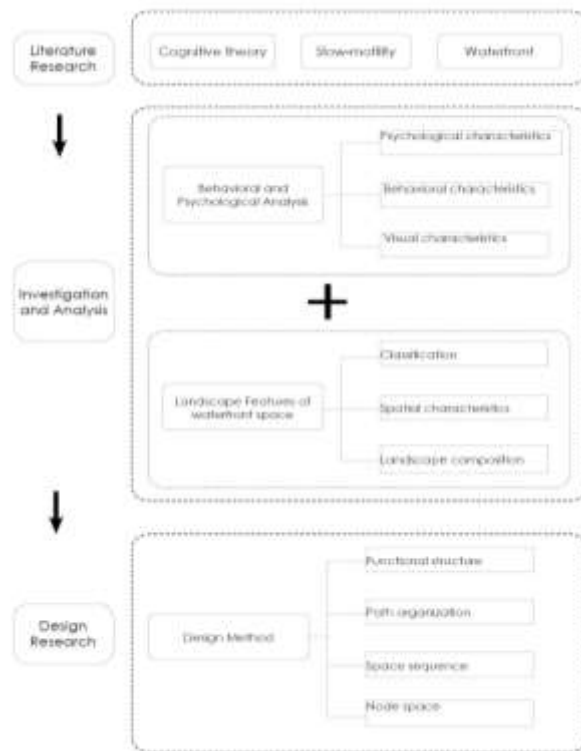 Literature
Research
Cognitive theory
Slow-motility
Waterfront
Investigation
and Analysis
Behavioral and
Psychological Analysis
Psychological characteristics
Behavioral characteristics
Visual characteristics
Landscape Features of
waterfront space
Classification
Spatial characteristics
Landscape composition
Design
Research
Design Method
Functional structure
Path organization
Space sequence
Node space